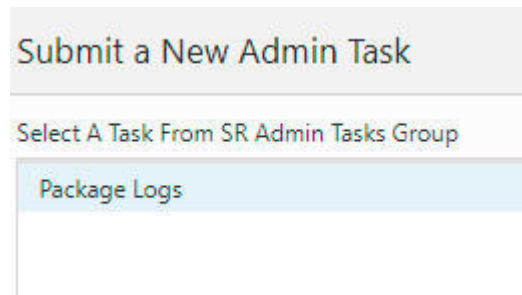 Submit a New Admin Task
Select A Task From SR Admin Tasks Group
Package Logs